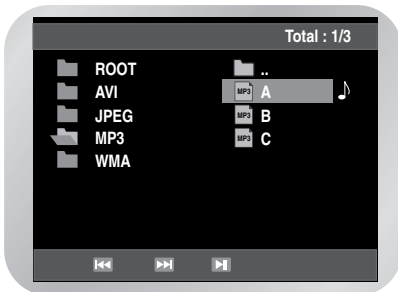 Total : 1/3
ROOT
AVI
JPEG
MP3
WMA
..
MP3 A
MP3 B
MP3 C